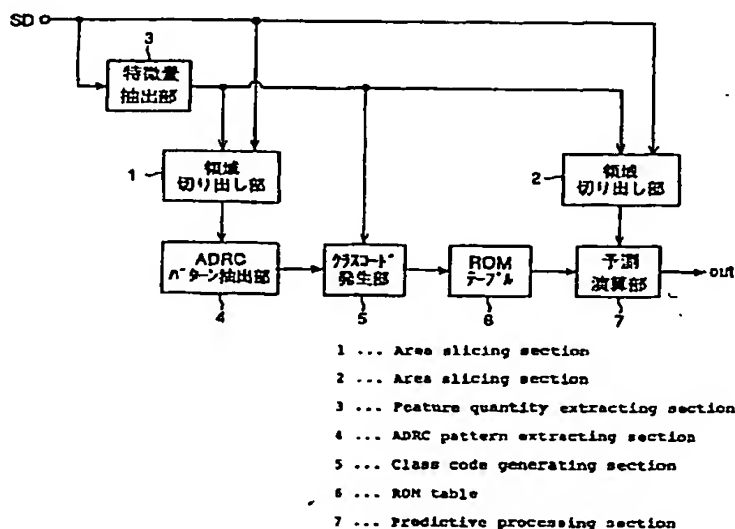 SD
3
特徴量
抽出部
1
領域
切り出し部
2
領域
切り出し部
ADRC
パターン抽出部
クラスコード
発生部
ROM
テーブル
予測
演算部
out
4
5
6
7
1 ... Area slicing section
2 ... Area slicing section
3 ... Feature quantity extracting section
4 ... ADRC pattern extracting section
5 ... Class code generating section
6 ... ROM table
7 ... Predictive processing section